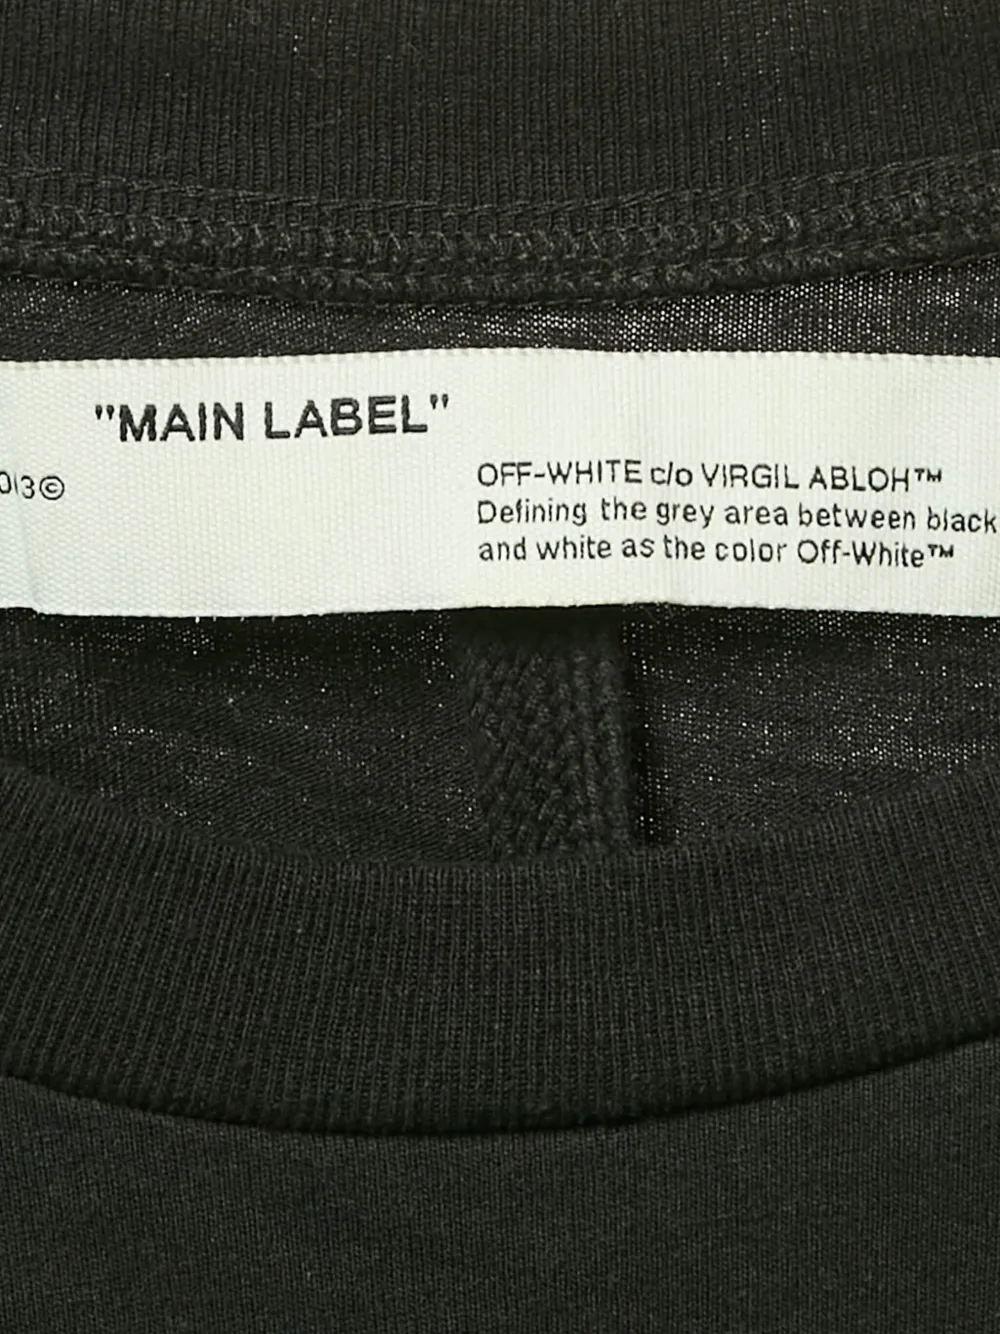 "MAIN LABEL"
013©
OFF-WHITE c/o VIRGIL ABLOH™
Defining the grey area between black
and white as the color Off-White™